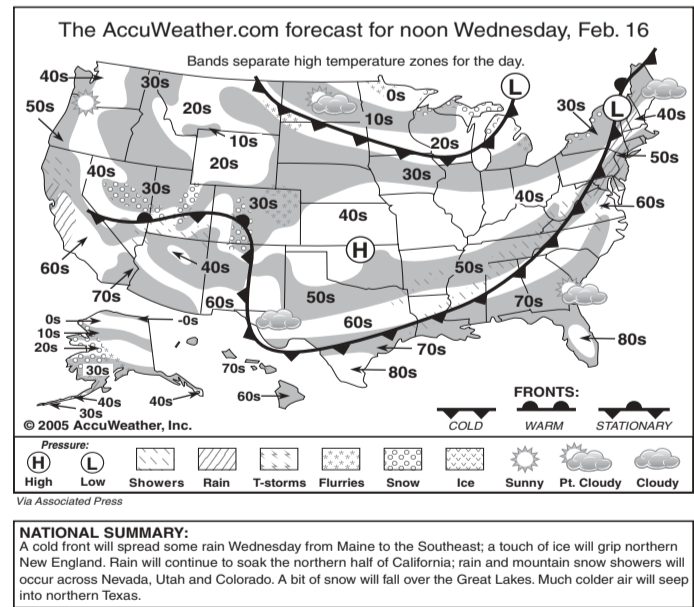 The AccuWeather.com forecast for noon Wednesday, Feb. 16
Bands separate high temperature zones for the day.
40s
30s
0s
L
50s
20s
10s
30s
L
40s
10s
20s
50s
40s
20s
30s
30s
30s
40s
60s
40s
H
60s
40s
50s
70s
60s
50s
70s
0s
-0s
60s
10s
80s
20s
70s
70s
30s
80s
40s
40s
60s
30s
FRONTS:
© 2005 AccuWeather, Inc.
COLD WARM STATIONARY
Pressure:
H L
High Low Showers Rain T-storms Flurries Snow Ice Sunny Pt. Cloudy Cloudy
Via Associated Press
NATIONAL SUMMARY:
A cold front will spread some rain Wednesday from Maine to the Southeast; a touch of ice will grip northern
New England. Rain will continue to soak the northern half of California; rain and mountain snow showers will
occur across Nevada, Utah and Colorado. A bit of snow will fall over the Great Lakes. Much colder air will seep
into northern Texas.